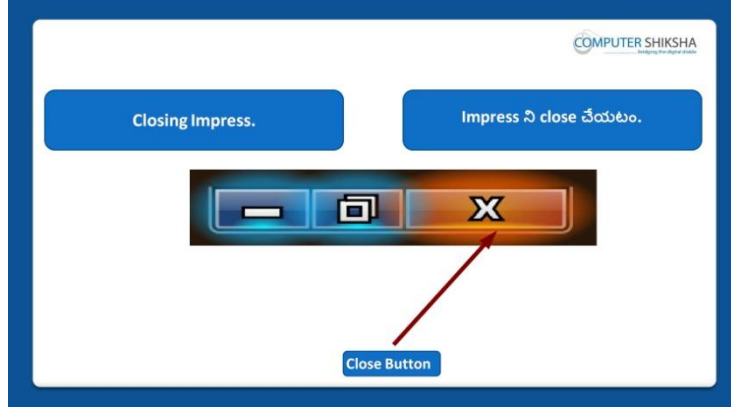 COMPUTER SHIKSHA
bridging the digital divide
Closing Impress.
Impress ని close చేయటం.
X
Close Button